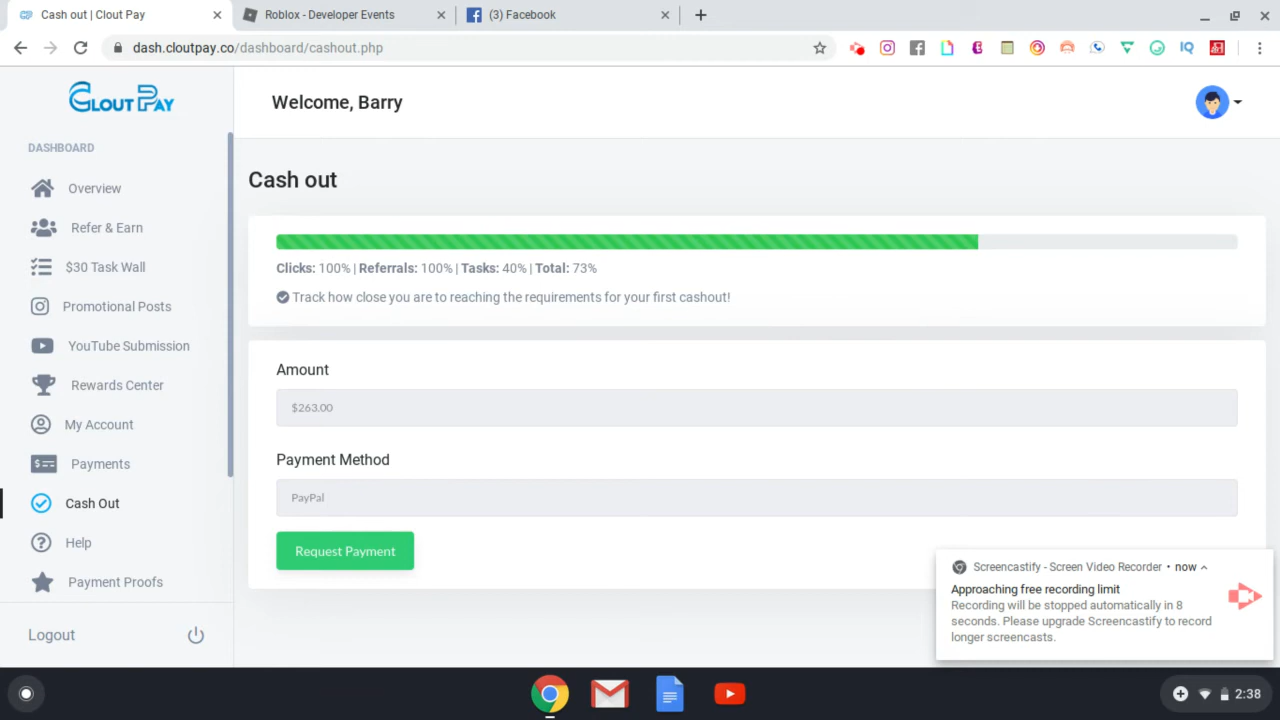 Cash out | Clout Pay
Roblox - Developer Events
(3) Facebook
dash.cloutpay.co/dashboard/cashout.php
IQ
CLOUT PAY
Welcome, Barry
DASHBOARD
Overview
Refer & Earn
$30 Task Wall
Promotional Posts
YouTube Submission
Rewards Center
My Account
Payments
Cash Out
Help
Payment Proofs
Logout
Cash out
Clicks: 100% | Referrals: 100% | Tasks: 40% | Total: 73%
Track how close you are to reaching the requirements for your first cashout!
Amount
$263.00
Payment Method
PayPal
Request Payment
Screencastify - Screen Video Recorder • now
Approaching free recording limit
Recording will be stopped automatically in 8
seconds. Please upgrade Screencastify to record
longer screencasts.
2:38